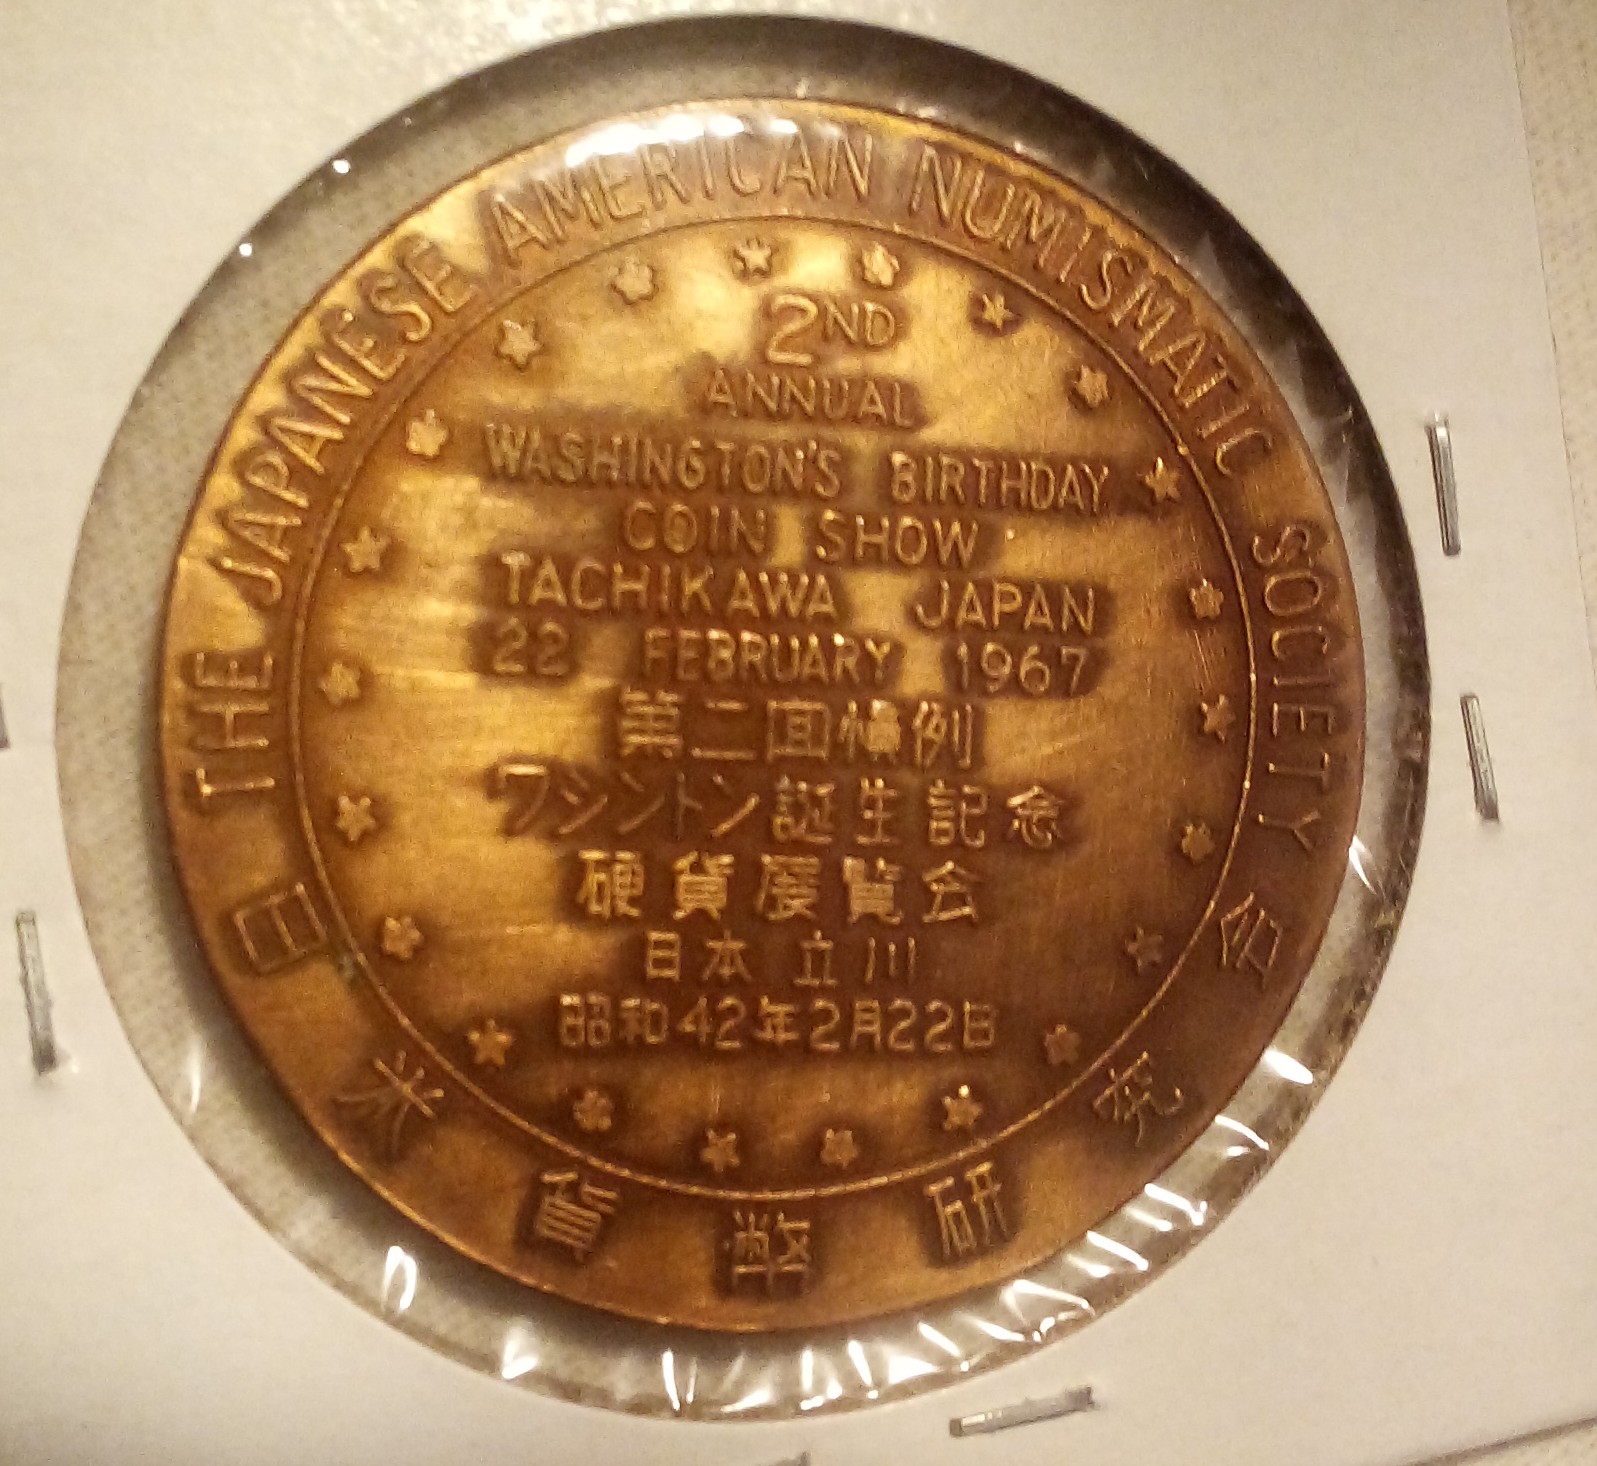 THE JAPANESE AMERICAN NUMISMATIC SOCIETY
2ND
ANNUAL
WASHINGTON'S BIRTHDAY
COIN SHOW
TACHIKAWA JAPAN
22 FEBRUARY 1967
第二回慣例
ワシントン誕生記念
硬貨展覧会
日本立川
昭和42年2月22日
日米貨幣研究会